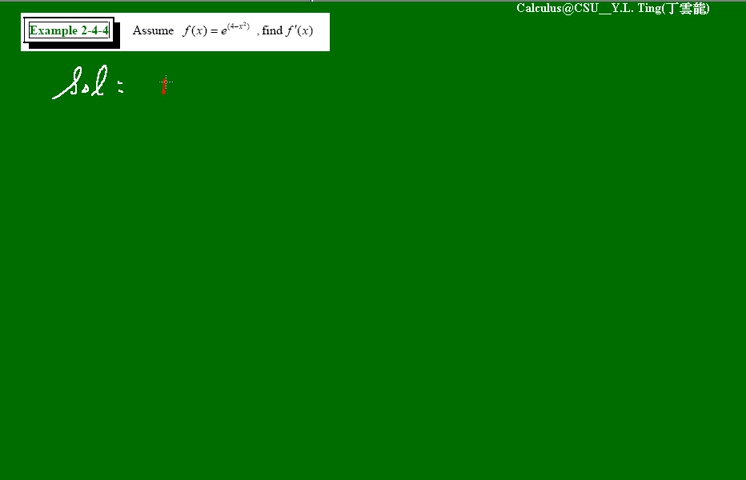 Calculus@CSU__Y.L. Ting(丁雲龍)
Example 2-4-4 Assume f(x) = e^(4−x²) , find f′(x)
Sol :